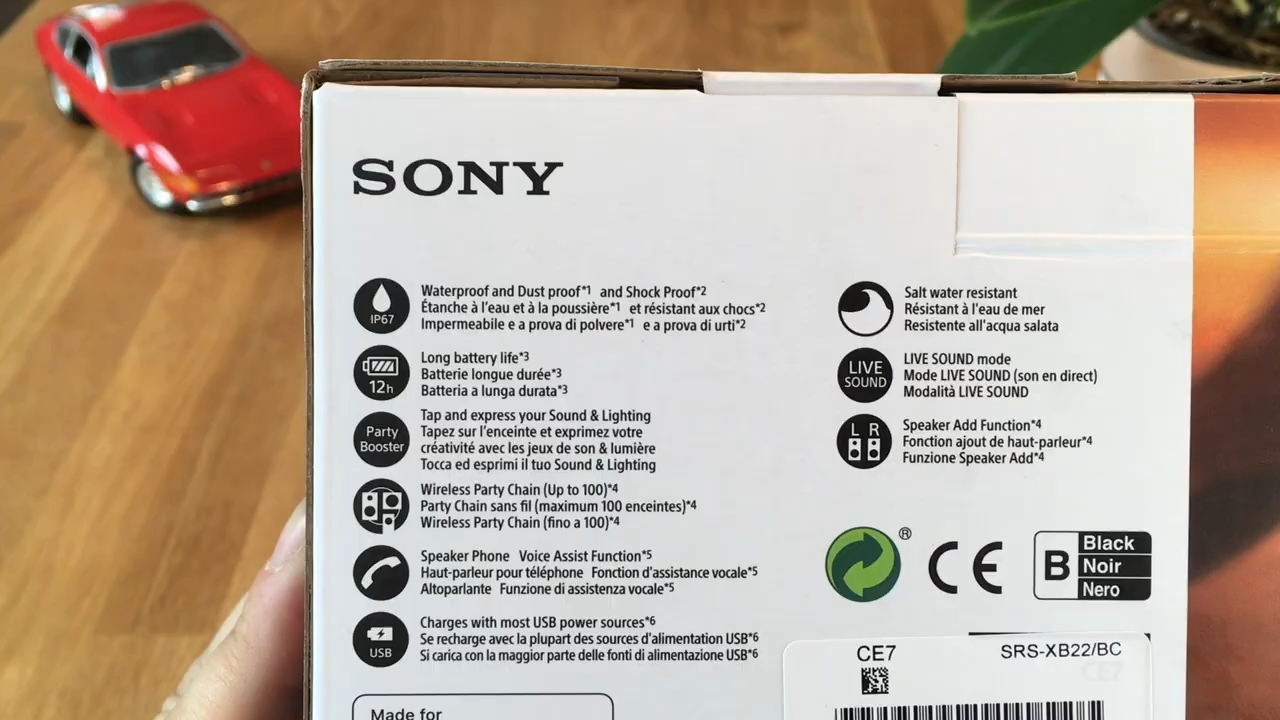 SONY
IP67
Waterproof and Dust proof*1 and Shock Proof*2
Étanche à l'eau et à la poussière*1 et résistant aux chocs*2
Impermeabile e a prova di polvere*1 e a prova di urti*2
12h
Long battery life*3
Batterie longue durée*3
Batteria a lunga durata*3
Party
Booster
Tap and express your Sound & Lighting
Tapez sur l'enceinte et exprimez votre
créativité avec les jeux de son & lumière
Tocca ed esprimi il tuo Sound & Lighting
Wireless Party Chain (Up to 100)*4
Party Chain sans fil (maximum 100 enceintes)*4
Wireless Party Chain (fino a 100)*4
Speaker Phone Voice Assist Function*5
Haut-parleur pour téléphone Fonction d'assistance vocale*5
Altoparlante Funzione di assistenza vocale*5
USB
Charges with most USB power sources*6
Se recharge avec la plupart des sources d'alimentation USB*6
Si carica con la maggior parte delle fonti di alimentazione USB*6
Made for
Salt water resistant
Résistant à l'eau de mer
Resistente all'acqua salata
LIVE
SOUND
LIVE SOUND mode
Mode LIVE SOUND (son en direct)
Modalità LIVE SOUND
L R
Speaker Add Function*4
Fonction ajout de haut-parleur*4
Funzione Speaker Add*4
®
CE
B
Black
Noir
Nero
CE7
SRS-XB22/BC
CE7